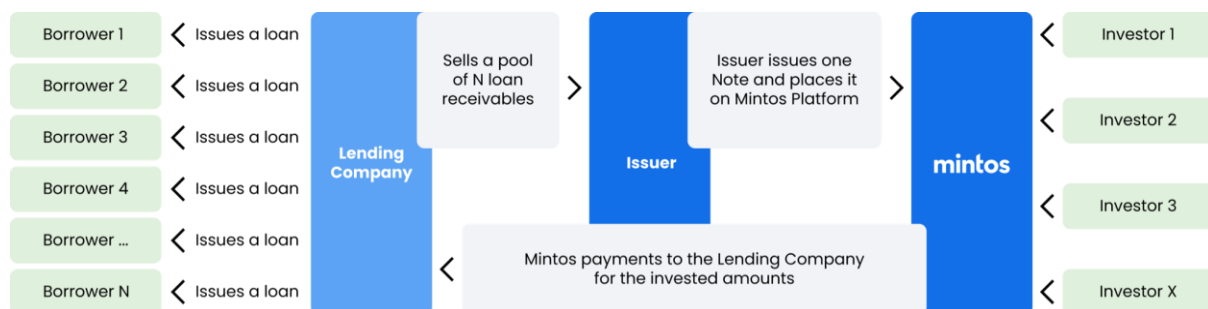 Borrower 1
Issues a loan
Borrower 2
Issues a loan
Borrower 3
Issues a loan
Borrower 4
Issues a loan
Borrower ...
Issues a loan
Borrower N
Issues a loan
Lending
Company
Sells a pool
of N loan
receivables
Issuer
Issuer issues one
Note and places it
on Mintos Platform
mintos
Mintos payments to the Lending Company
for the invested amounts
Investor 1
Investor 2
Investor 3
Investor X